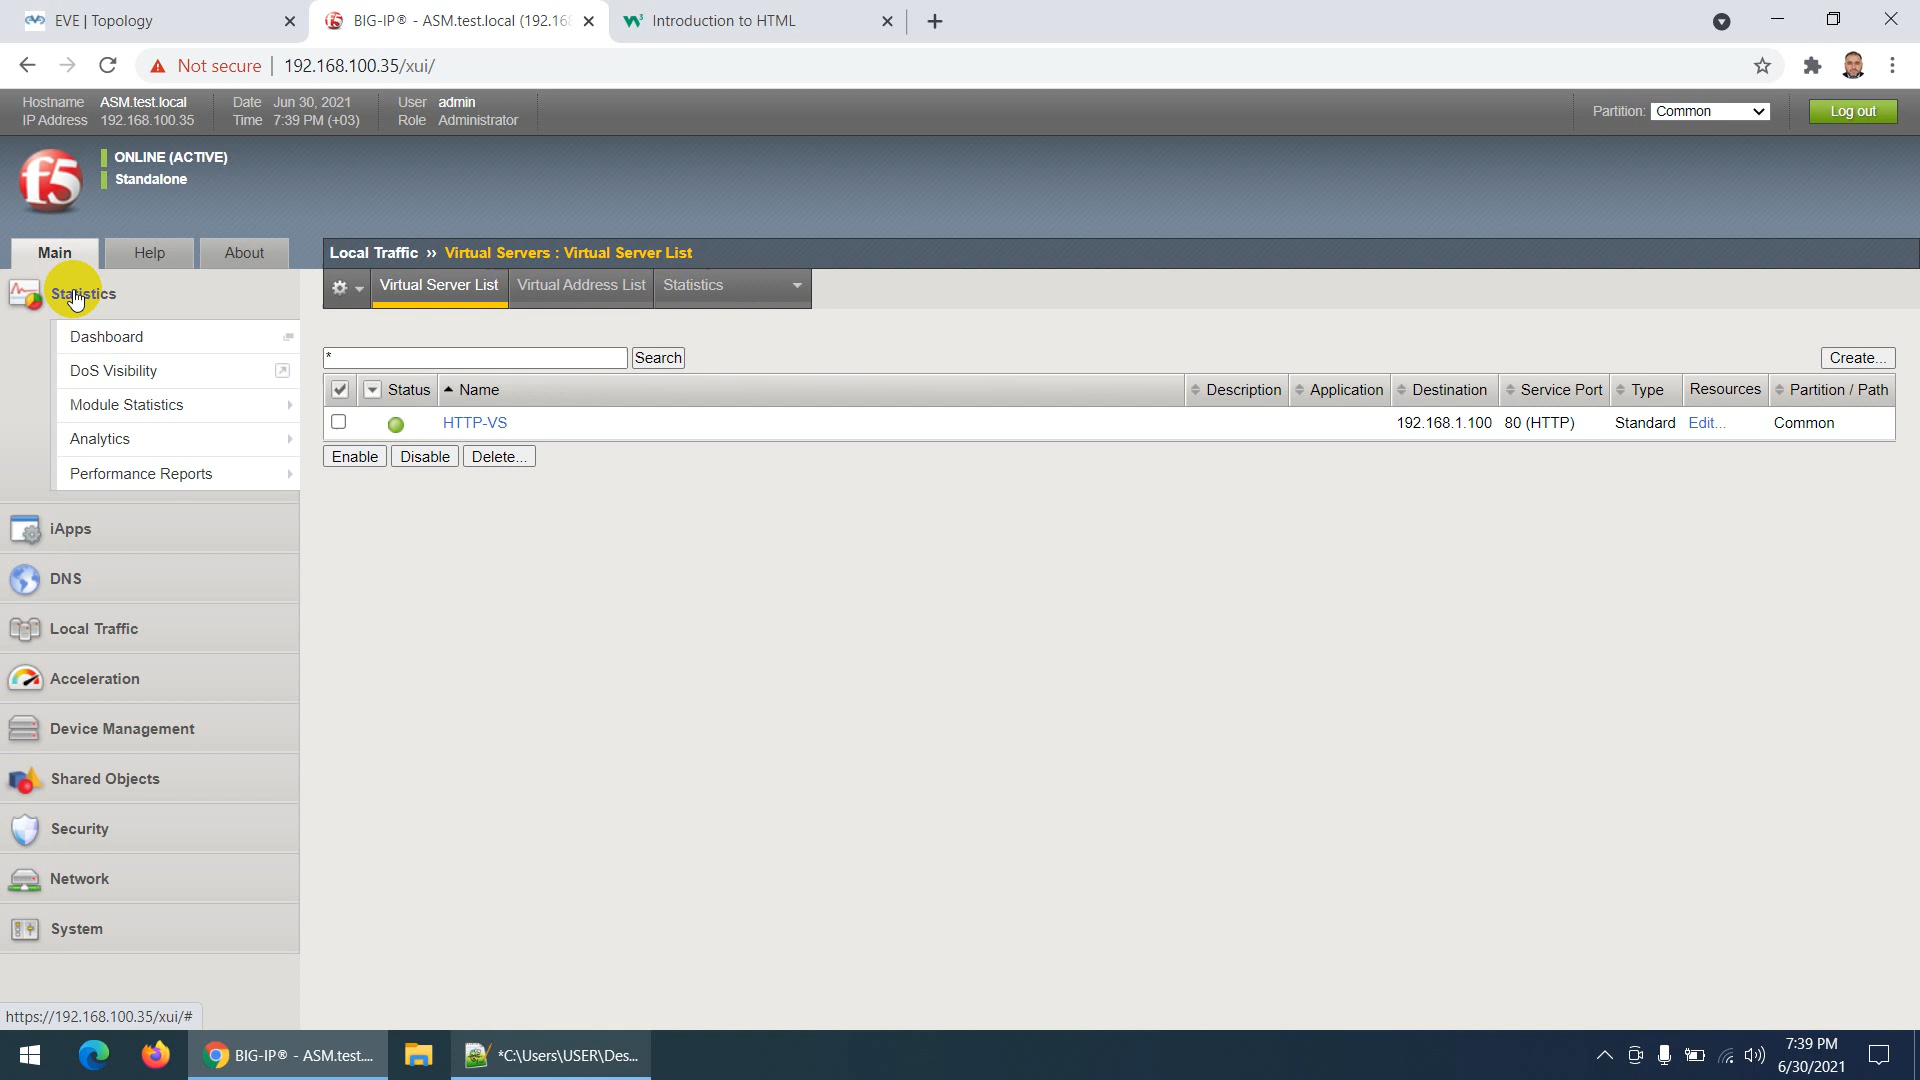 EVE | Topology
BIG-IP® - ASM.test.local (192.168
Introduction to HTML
Not secure
192.168.100.35/xui/
Hostname ASM.test.local
IP Address 192.168.100.35
Date Jun 30, 2021
Time 7:39 PM (+03)
User admin
Role Administrator
Partition: Common
Log out
f5
ONLINE (ACTIVE)
Standalone
Main
Help
About
Local Traffic ›› Virtual Servers : Virtual Server List
Virtual Server List
Virtual Address List
Statistics
Statistics
Dashboard
DoS Visibility
Module Statistics
Analytics
Performance Reports
iApps
DNS
Local Traffic
Acceleration
Device Management
Shared Objects
Security
Network
System
* Search
Create...
Status Name Description Application Destination Service Port Type Resources Partition / Path
HTTP-VS 192.168.1.100 80 (HTTP) Standard Edit... Common
Enable Disable Delete...
https://192.168.100.35/xui/#
BIG-IP® - ASM.test....
*C:\Users\USER\Des...
7:39 PM
6/30/2021